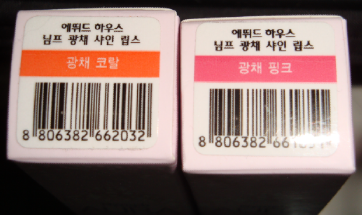 에뛰드 하우스
님프 광채 샤인 립스
광채 코랄
8 806382 662032
에뛰드 하우스
님프 광채 샤인 립스
광채 핑크